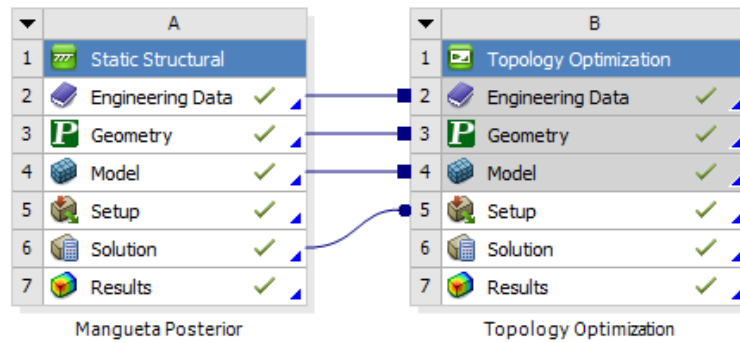 A
1 Static Structural
2 Engineering Data
3 P Geometry
4 Model
5 Setup
6 Solution
7 Results
Mangueta Posterior
B
1 Topology Optimization
2 Engineering Data
3 P Geometry
4 Model
5 Setup
6 Solution
7 Results
Topology Optimization